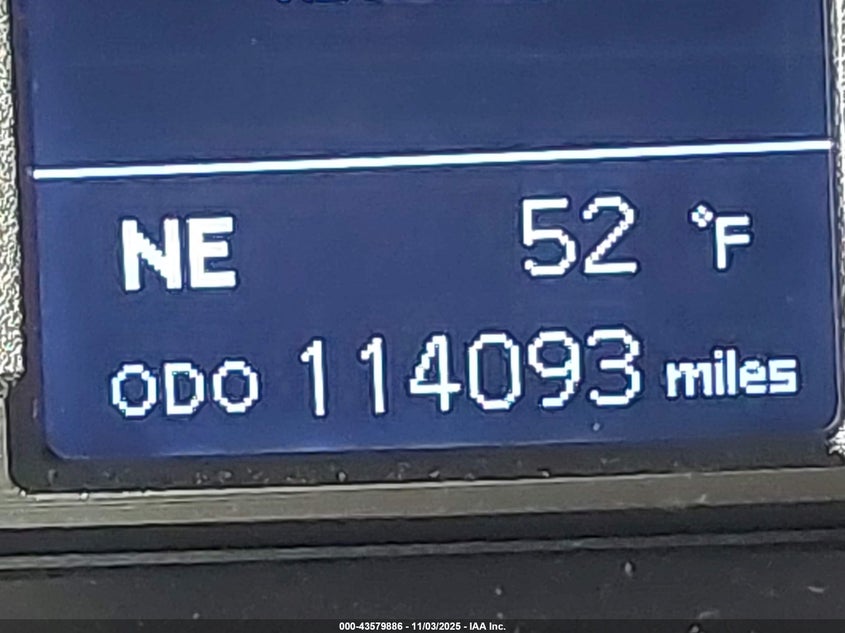 NE 52 °F
ODO 114093 miles
000-43579886 - 11/03/2025 - IAA Inc.